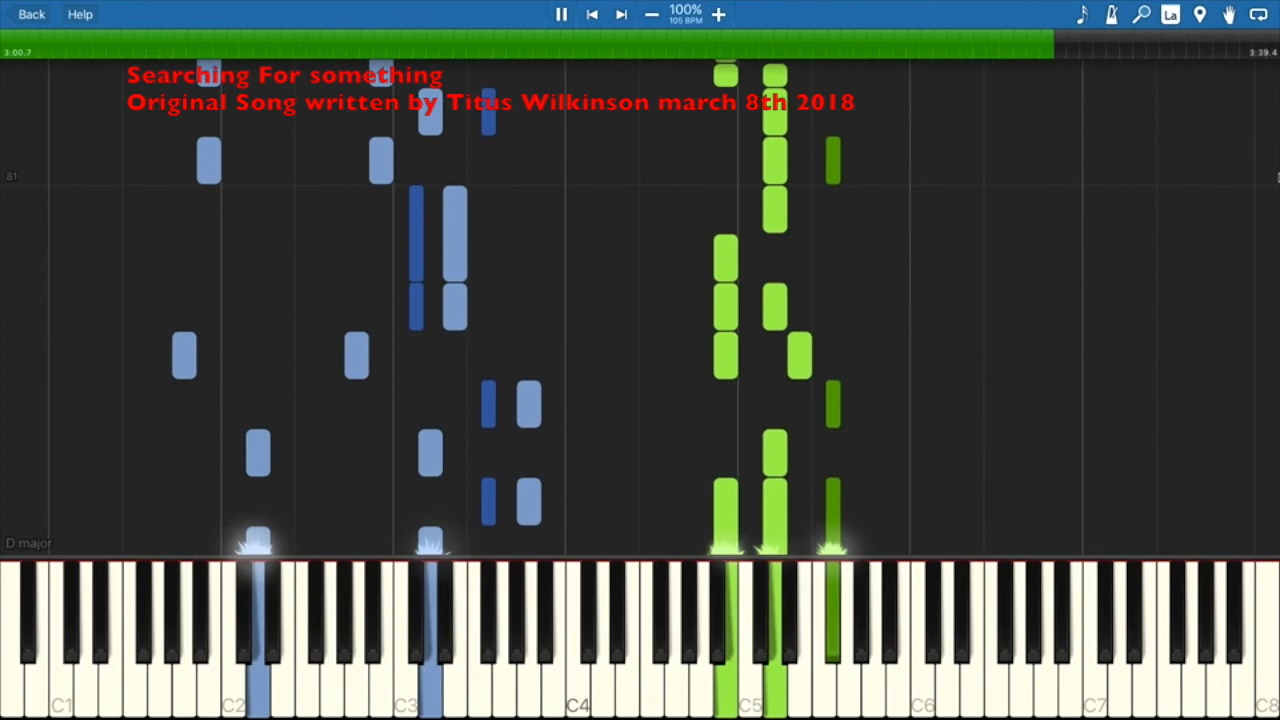 Back Help 100% La
105 BPM
3:00.7 3:39.4
Searching For something
Original Song written by Titus Wilkinson march 8th 2018
81
D major
C1 C2 C3 C4 C5 C6 C7 C8